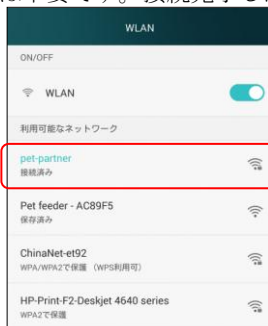 WLAN
ON/OFF
WLAN
利用可能なネットワーク
pet-partner
接続済み
Pet feeder - AC89F5
保存済み
ChinaNet-et92
WPA/WPA2で保護 (WPS利用可)
HP-Print-F2-Deskjet 4640 series
WPA2で保護